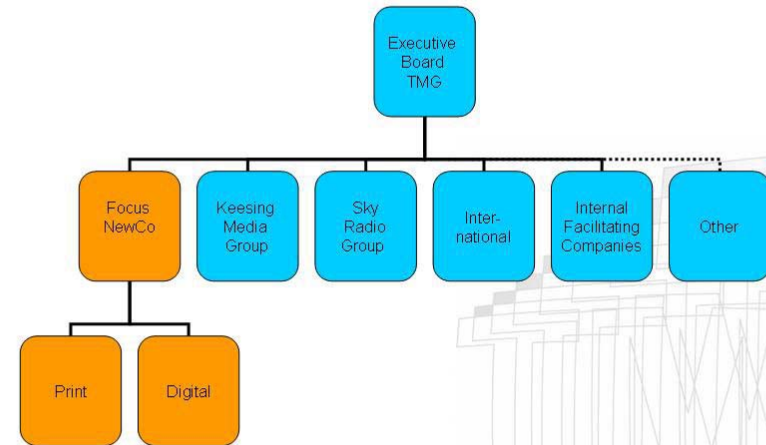 Executive
Board
TMG
Focus
NewCo
Keesing
Media
Group
Sky
Radio
Group
Inter-
national
Internal
Facilitating
Companies
Other
Print
Digital